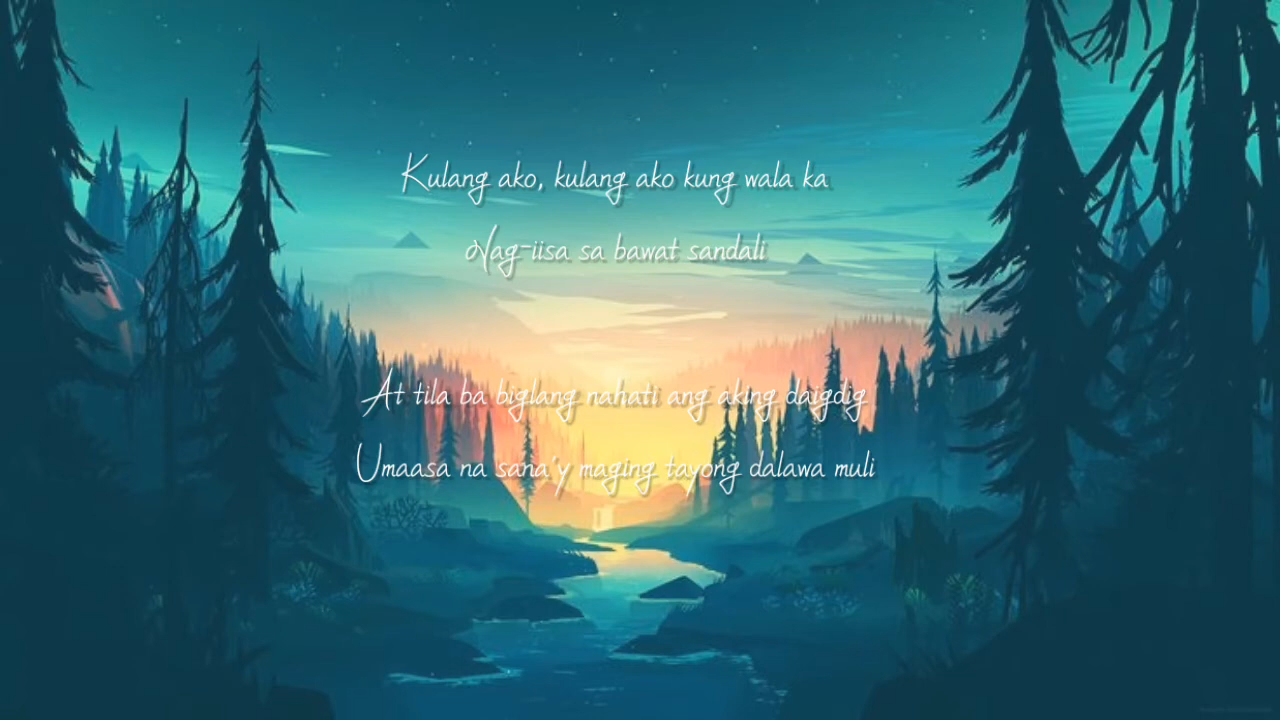 Kulang ako, kulang ako kung wala ka
Nag-iisa sa bawat sandali
At tila ba biglang nahati ang aking daigdig
Umaasa na sana'y maging tayong dalawa muli